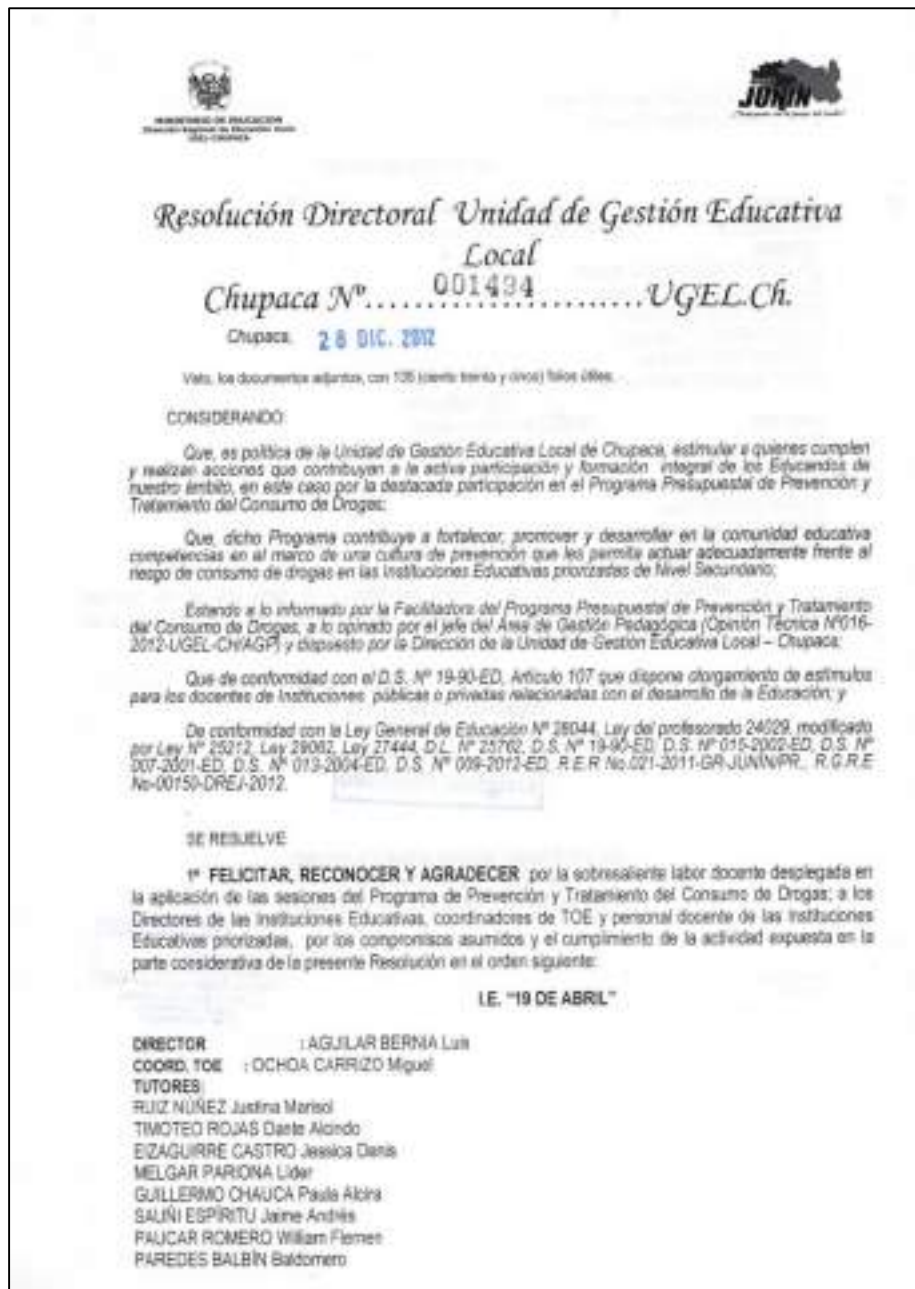 MINISTERIO DE EDUCACION
Dirección Regional de Educación Junín
UGEL-CHUPACA
JUNIN
Resolución Directoral Unidad de Gestión Educativa
Local
Chupaca Nº.....001494.....UGEL.Ch.
Chupaca, 28 DIC. 2012
Visto, los documentos adjuntos, con 135 (ciento treinta y cinco) folios útiles. -
CONSIDERANDO:
Que, es política de la Unidad de Gestión Educativa Local de Chupaca, estimular a quienes cumplen
y realizan acciones que contribuyen a la activa participación y formación integral de los Educandos de
nuestro ámbito, en este caso por la destacada participación en el Programa Presupuestal de Prevención y
Tratamiento del Consumo de Drogas;
Que, dicho Programa contribuye a fortalecer, promover y desarrollar en la comunidad educativa
competencias en el marco de una cultura de prevención que les permita actuar adecuadamente frente al
riesgo de consumo de drogas en las Instituciones Educativas priorizadas de Nivel Secundario;
Estando a lo informado por la Facilitadora del Programa Presupuestal de Prevención y Tratamiento
del Consumo de Drogas, a lo opinado por el jefe del Área de Gestión Pedagógica (Opinión Técnica Nº016-
2012-UGEL-CH/AGP) y dispuesto por la Dirección de la Unidad de Gestión Educativa Local – Chupaca;
Que de conformidad con el D.S. Nº 19-90-ED, Artículo 107 que dispone otorgamiento de estímulos
para los docentes de Instituciones públicas o privadas relacionadas con el desarrollo de la Educación; y
De conformidad con la Ley General de Educación Nº 28044, Ley del profesorado 24029, modificado
por Ley Nº 25212, Ley 29062, Ley 27444, D.L. Nº 25762, D.S. Nº 19-90-ED, D.S. Nº 015-2002-ED, D.S. Nº
007-2001-ED, D.S. Nº 013-2004-ED, D.S. Nº 009-2012-ED, R.E.R No.021-2011-GR-JUNIN/PR., R.G.R.E
No-00150-DREJ-2012.
SE RESUELVE
1º FELICITAR, RECONOCER Y AGRADECER por la sobresaliente labor docente desplegada en
la aplicación de las sesiones del Programa de Prevención y Tratamiento del Consumo de Drogas; a los
Directores de las Instituciones Educativas, coordinadores de TOE y personal docente de las Instituciones
Educativas priorizadas, por los compromisos asumidos y el cumplimiento de la actividad expuesta en la
parte considerativa de la presente Resolución en el orden siguiente:
I.E. "19 DE ABRIL"
DIRECTOR : AGUILAR BERNIA Luis
COORD. TOE : OCHOA CARRIZO Miguel
TUTORES:
RUIZ NUÑEZ Justina Marisol
TIMOTEO ROJAS Dante Alcindo
EIZAGUIRRE CASTRO Jessica Denis
MELGAR PARIONA Lider
GUILLERMO CHAUCA Paula Alcira
SAUÑI ESPÍRITU Jaime Andrés
PAUCAR ROMERO William Flemen
PAREDES BALBÍN Baldomero